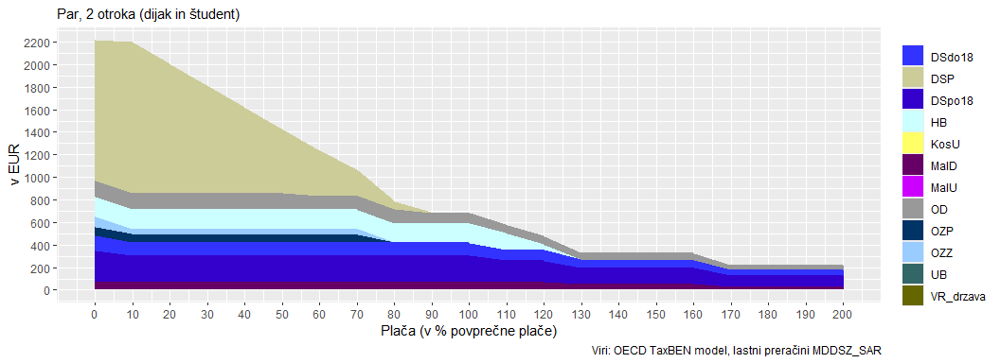 Par, 2 otroka (dijak in študent)
v EUR
2200
2000
1800
1600
1400
1200
1000
800
600
400
200
0
0 10 20 30 40 50 60 70 80 90 100 110 120 130 140 150 160 170 180 190 200
Plača (v % povprečne plače)
DSdo18
DSP
DSpo18
HB
KosU
MalD
MalU
OD
OZP
OZZ
UB
VR_drzava
Viri: OECD TaxBEN model, lastni preračini MDDSZ_SAR